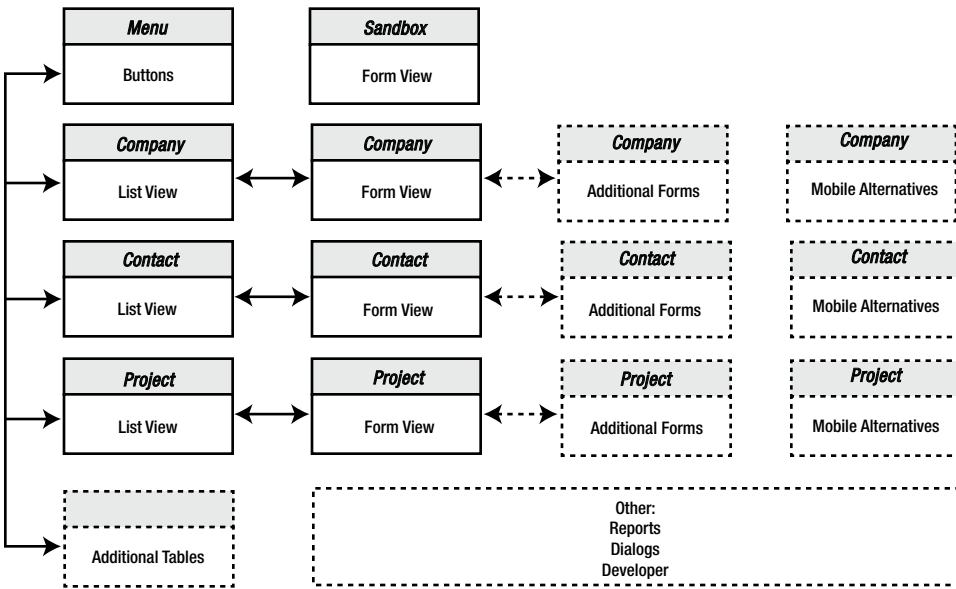 Menu
Buttons
Sandbox
Form View
Company
List View
Company
Form View
Company
Additional Forms
Company
Mobile Alternatives
Contact
List View
Contact
Form View
Contact
Additional Forms
Contact
Mobile Alternatives
Project
List View
Project
Form View
Project
Additional Forms
Project
Mobile Alternatives
Additional Tables
Other:
Reports
Dialogs
Developer